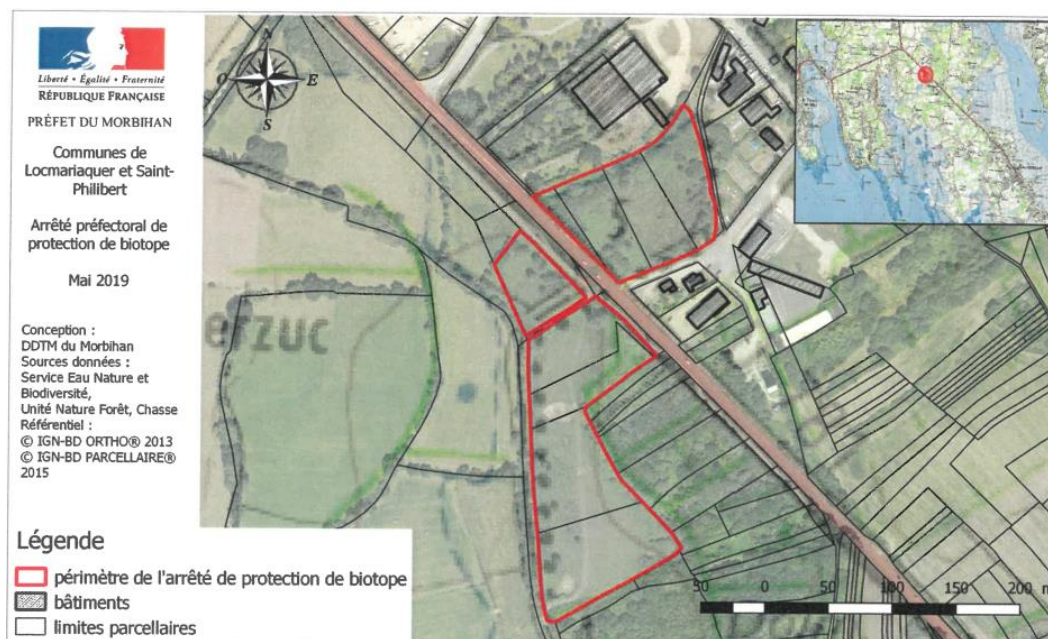 Liberté • Égalité • Fraternité
RÉPUBLIQUE FRANÇAISE
PRÉFET DU MORBIHAN
Communes de
Locmariaquer et Saint-
Philibert
Arrêté préfectoral de
protection de biotope
Mai 2019
Conception :
DDTM du Morbihan
Sources données :
Service Eau Nature et
Biodiversité,
Unité Nature Forêt, Chasse
Référentiel :
© IGN-BD ORTHO® 2013
© IGN-BD PARCELLAIRE®
2015
Légende
périmètre de l'arrêté de protection de biotope
bâtiments
limites parcellaires
N
O
E
S
erzuc
50 0 50 100 150 200 m